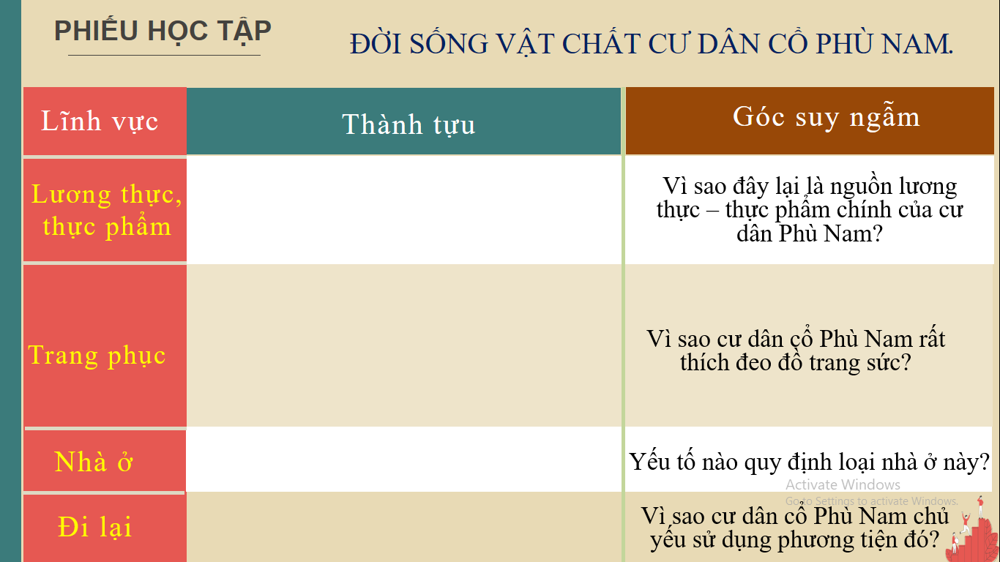 PHIẾU HỌC TẬP
ĐỜI SỐNG VẬT CHẤT CƯ DÂN CỔ PHÙ NAM.
Lĩnh vực
Thành tựu
Góc suy ngẫm
Lương thực,
thực phẩm
Vì sao đây lại là nguồn lương
thực – thực phẩm chính của cư
dân Phù Nam?
Trang phục
Vì sao cư dân cổ Phù Nam rất
thích đeo đồ trang sức?
Nhà ở
Yếu tố nào quy định loại nhà ở này?
Activate Windows
Go to Settings to activate Windows.
Đi lại
Vì sao cư dân cổ Phù Nam chủ
yếu sử dụng phương tiện đó?